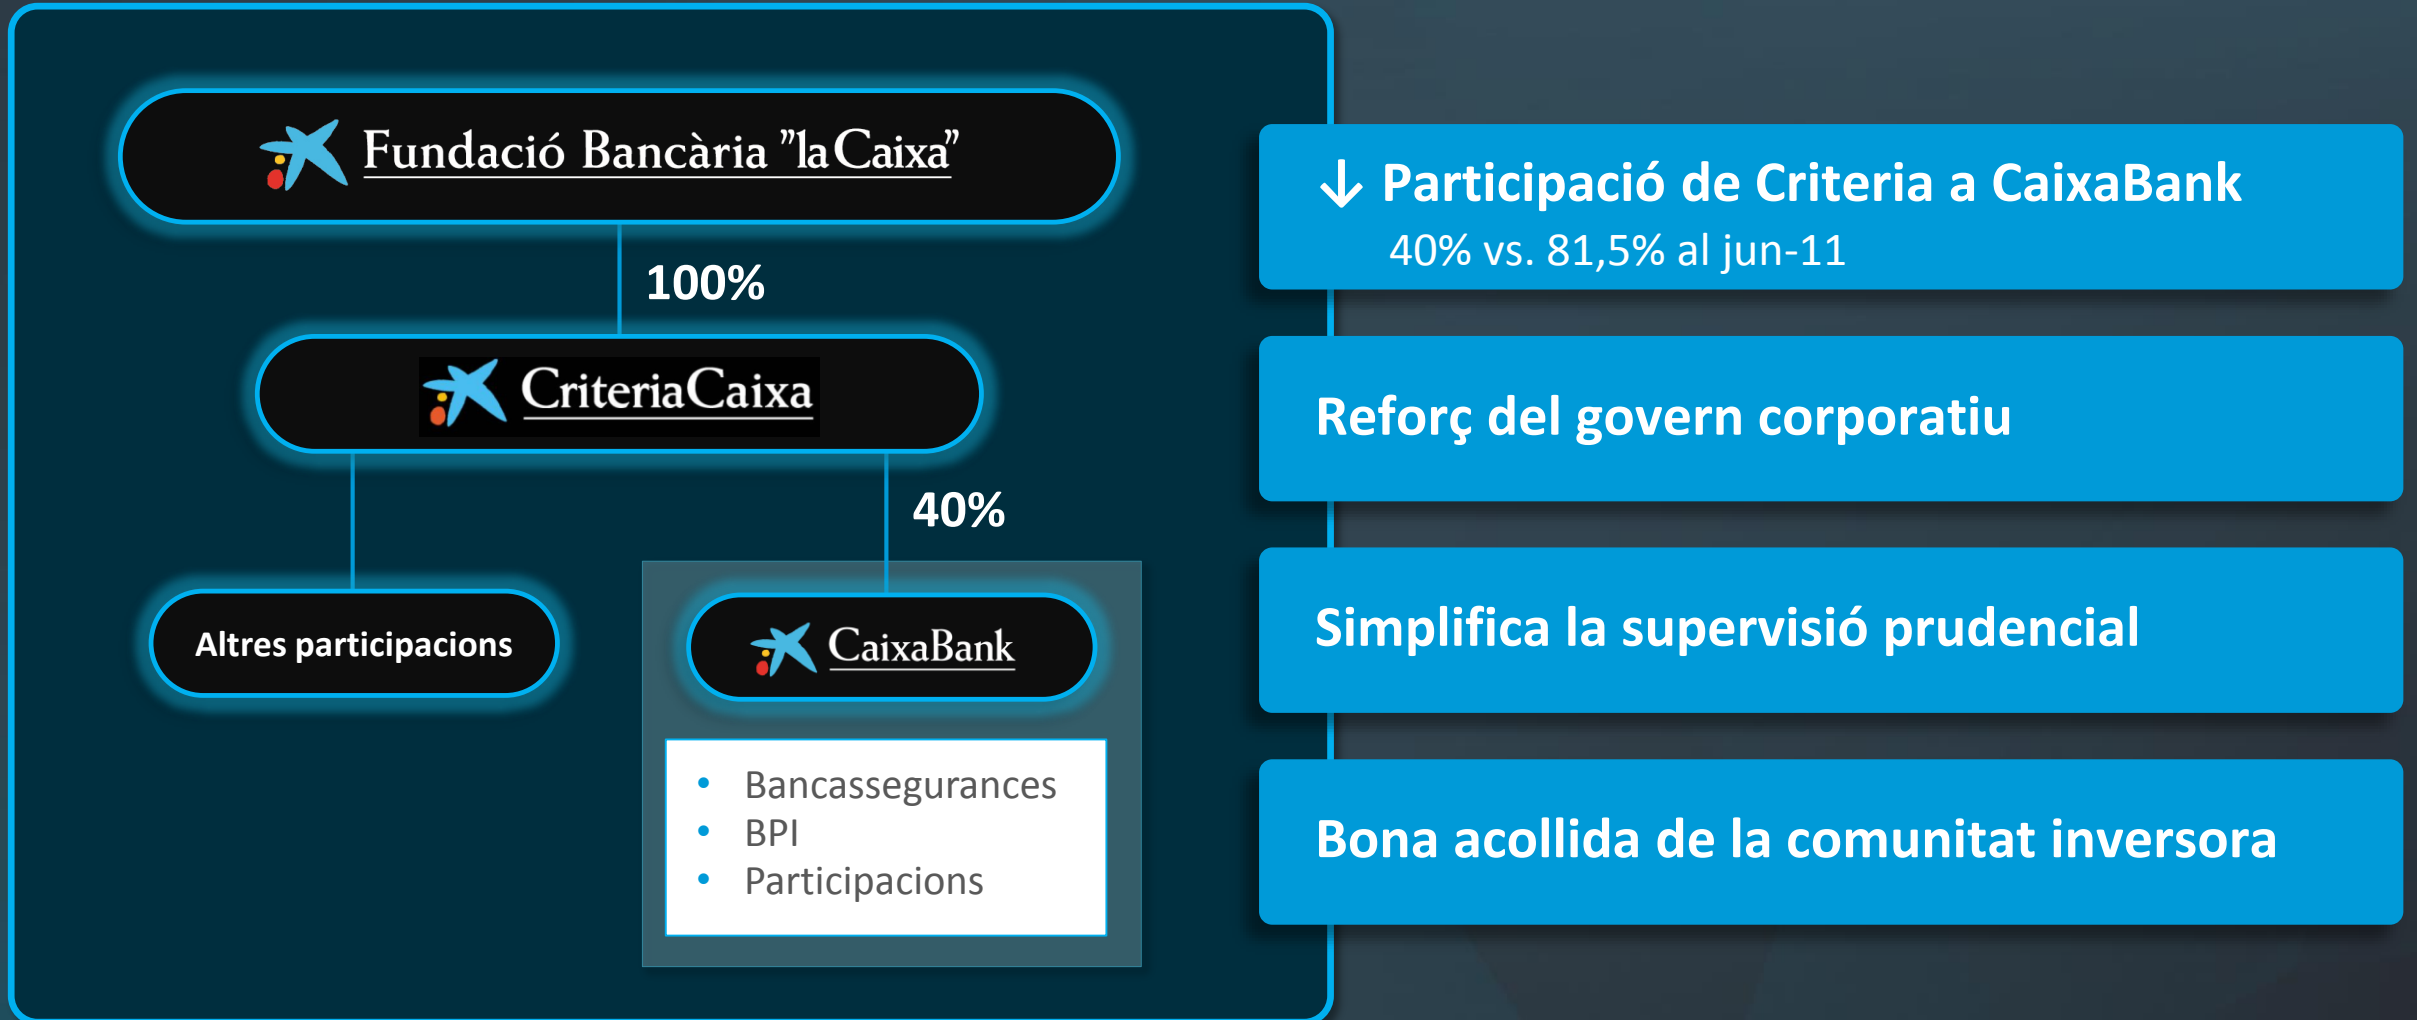 Fundació Bancària ”la Caixa”
100%
CriteriaCaixa
40%
Altres participacions
CaixaBank
• Bancassegurances
• BPI
• Participacions
↓ Participació de Criteria a CaixaBank
40% vs. 81,5% al jun-11
Reforç del govern corporatiu
Simplifica la supervisió prudencial
Bona acollida de la comunitat inversora